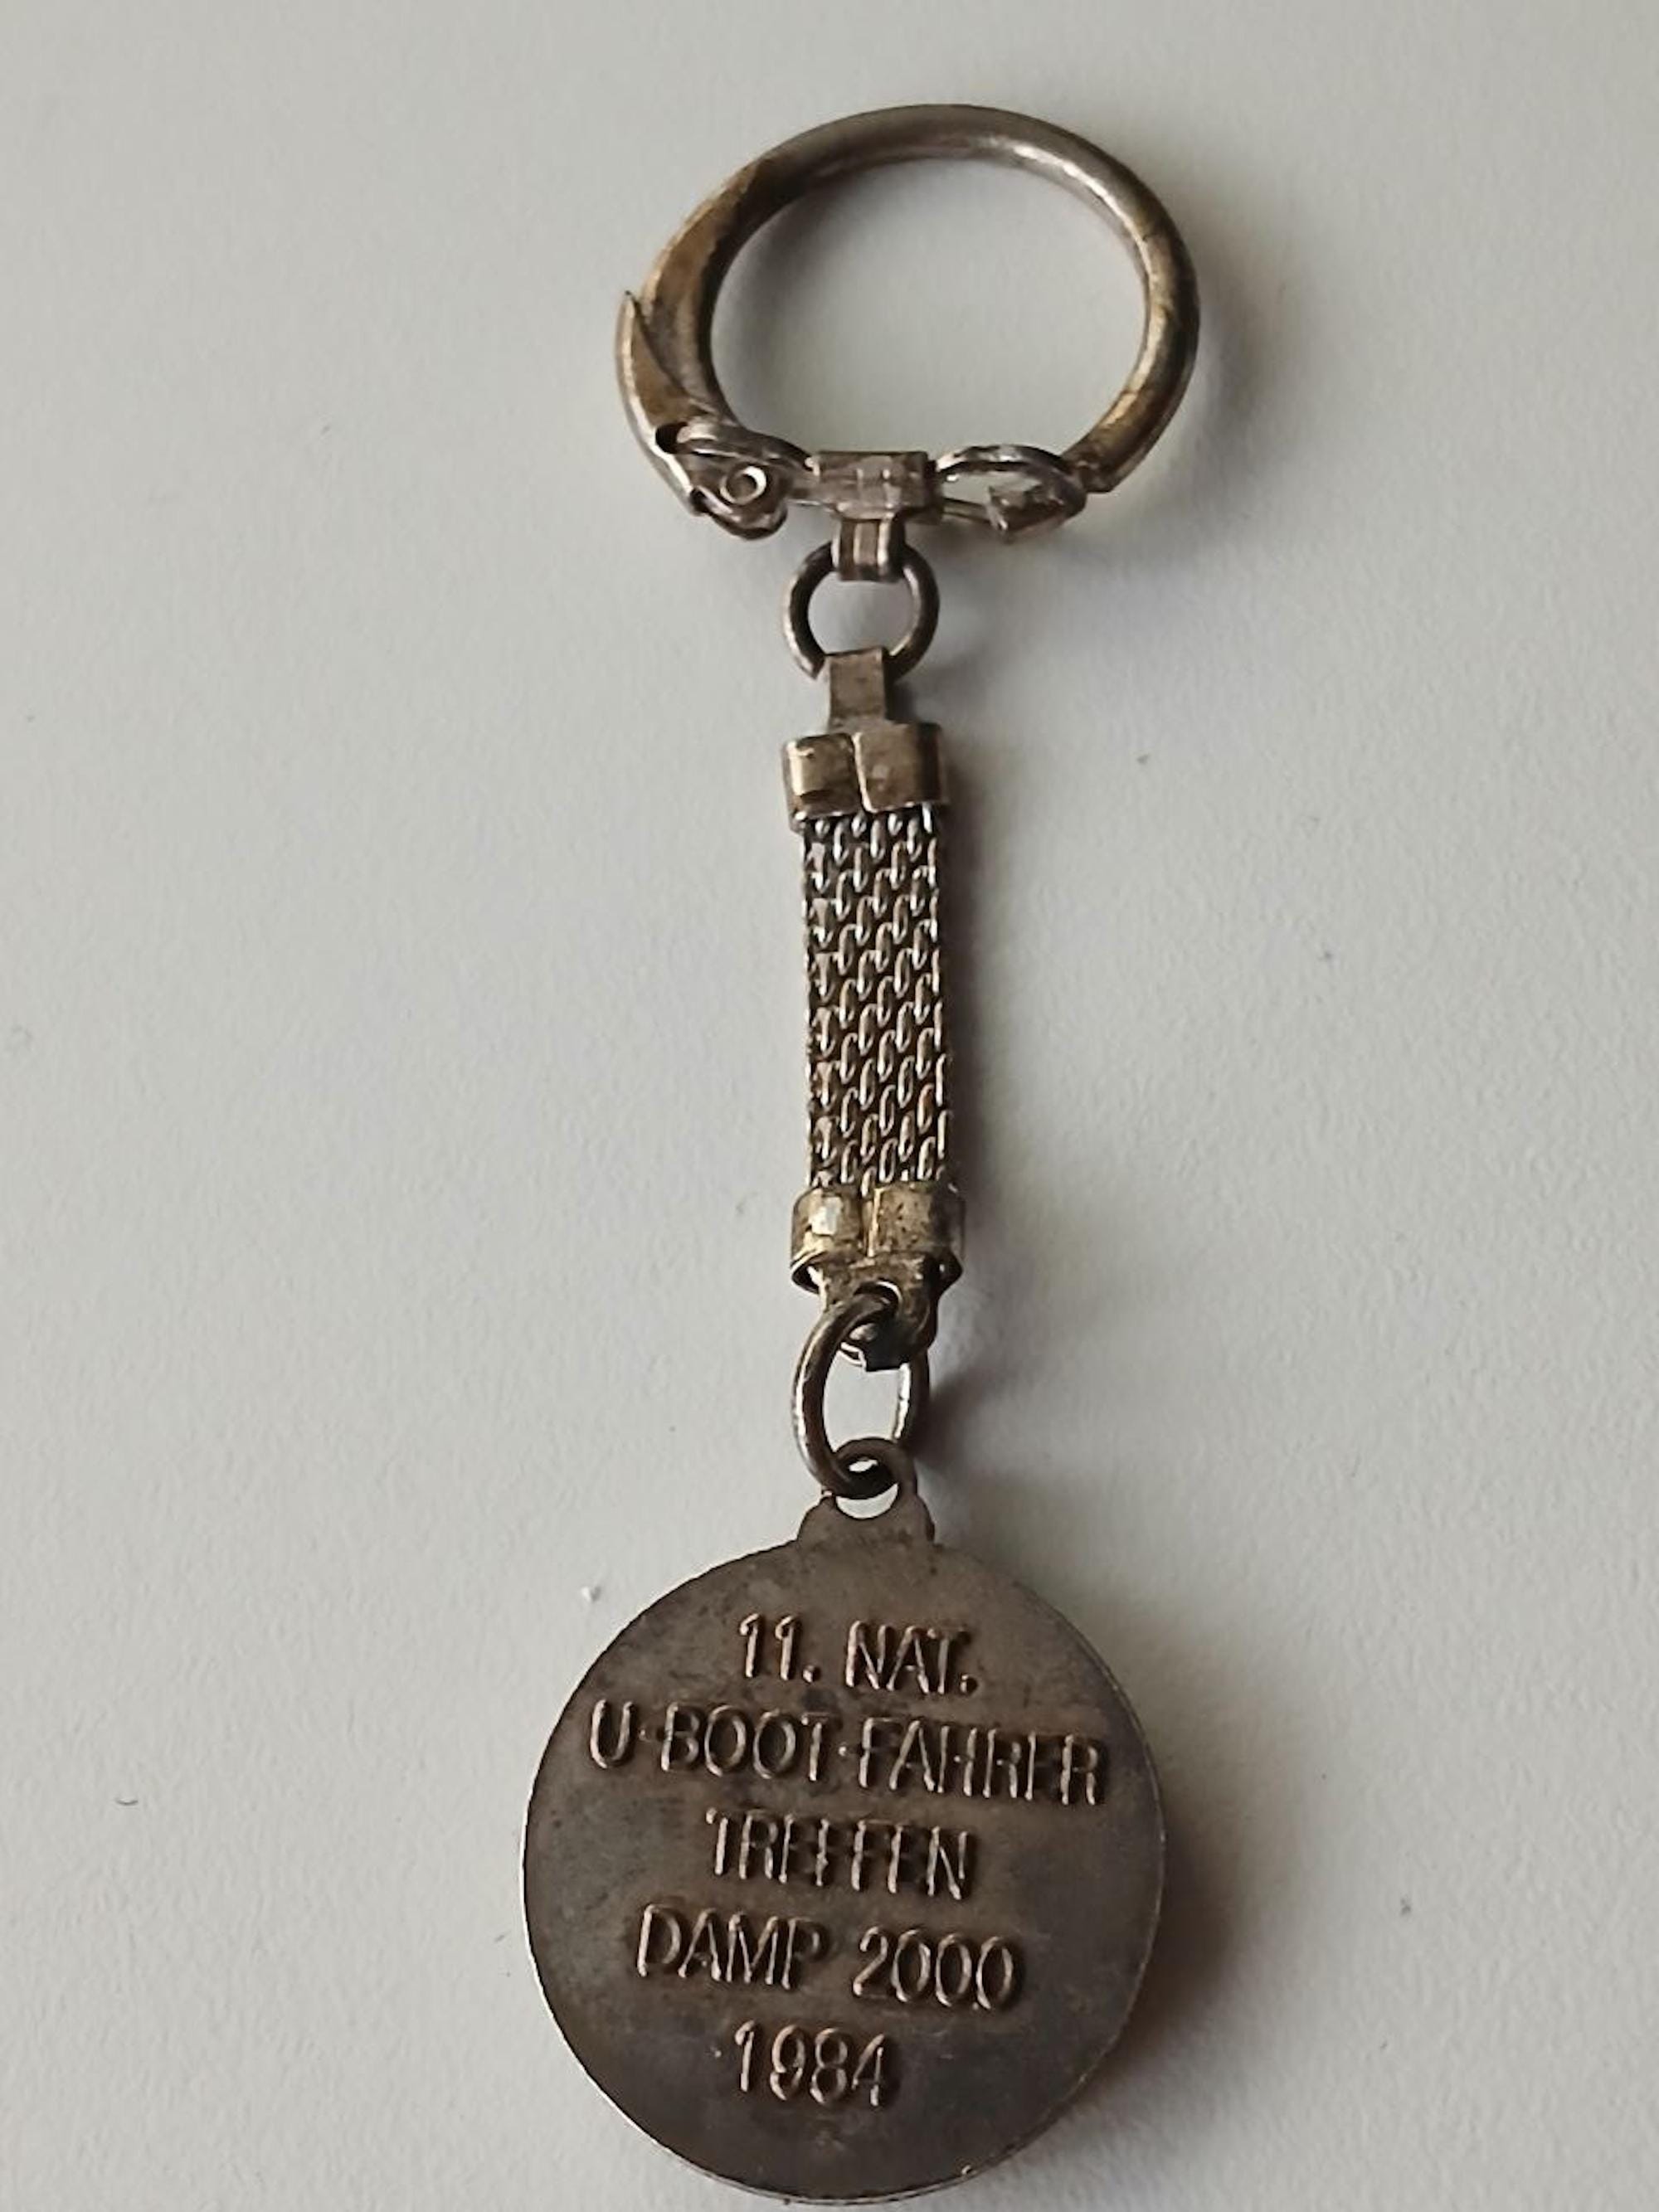 11. NAT.
U-BOOT-FAHRER
TREFFEN
DAMP 2000
1984